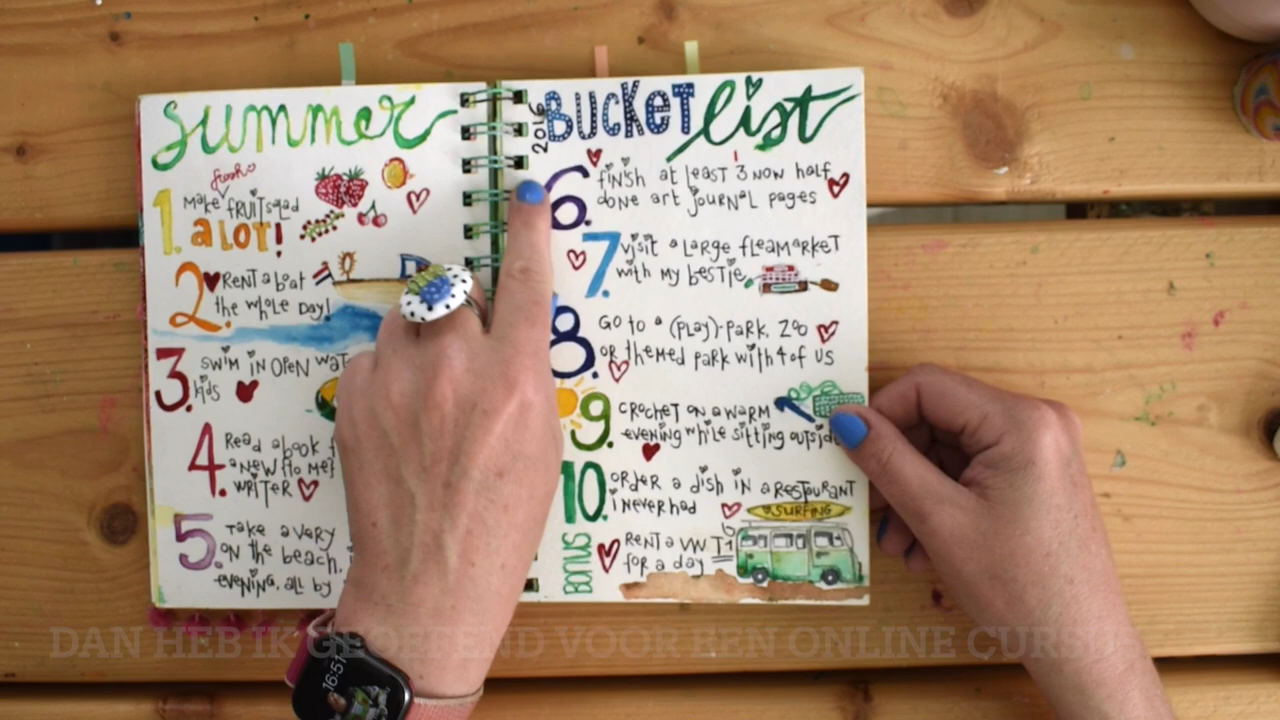 summer
fresh
1. Make fRUiTsalad
a LOT!
2. RENT a boat
the whole Day!
3. swim iN OPEN
kids
4. Read a book
a NEW (to me)
WRiTER
5. Take a very
ON the beach,
eveNiNG, all by
2016 BUCKET list
6. fiNiSH at least 3 NOW half
done art jouRNal pages
7. visit a LaRGe fleaMaRKeT
with my besTie
8. GO to a (PLay)-PaRK, ZOO
OR themed PaRK with 4 of US
9. CROCHeT ON a WaRM
eveNiNg while sitting outside
10. ORDeR a dish iN a ResTauRaNT
i NeveR had
SURFING
BONUS
ReNT a VW T1
for a day
16:51
DAN HEB IK GEOEFEND VOOR EEN ONLINE CURSUS